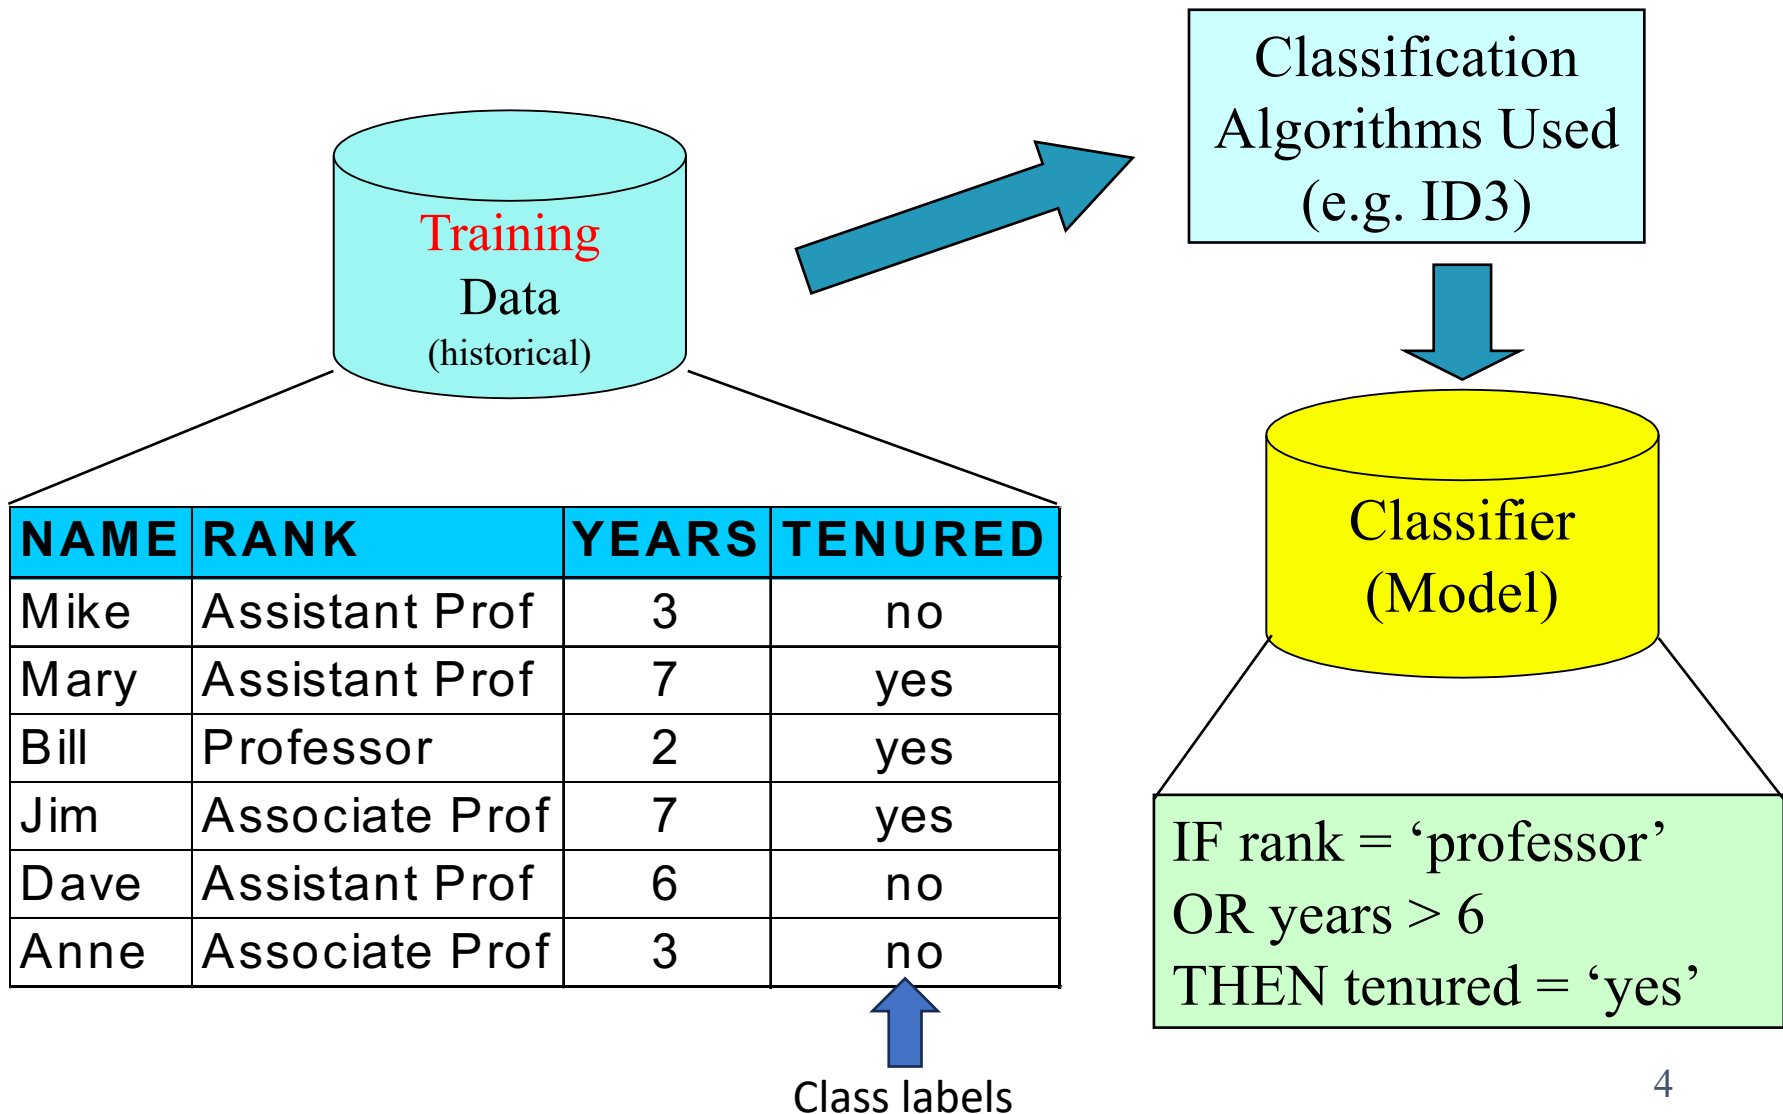 Training
Data
(historical)
Classification
Algorithms Used
(e.g. ID3)
NAME RANK YEARS TENURED
Mike Assistant Prof 3 no
Mary Assistant Prof 7 yes
Bill Professor 2 yes
Jim Associate Prof 7 yes
Dave Assistant Prof 6 no
Anne Associate Prof 3 no
Class labels
Classifier
(Model)
IF rank = ‘professor’
OR years > 6
THEN tenured = ‘yes’
4